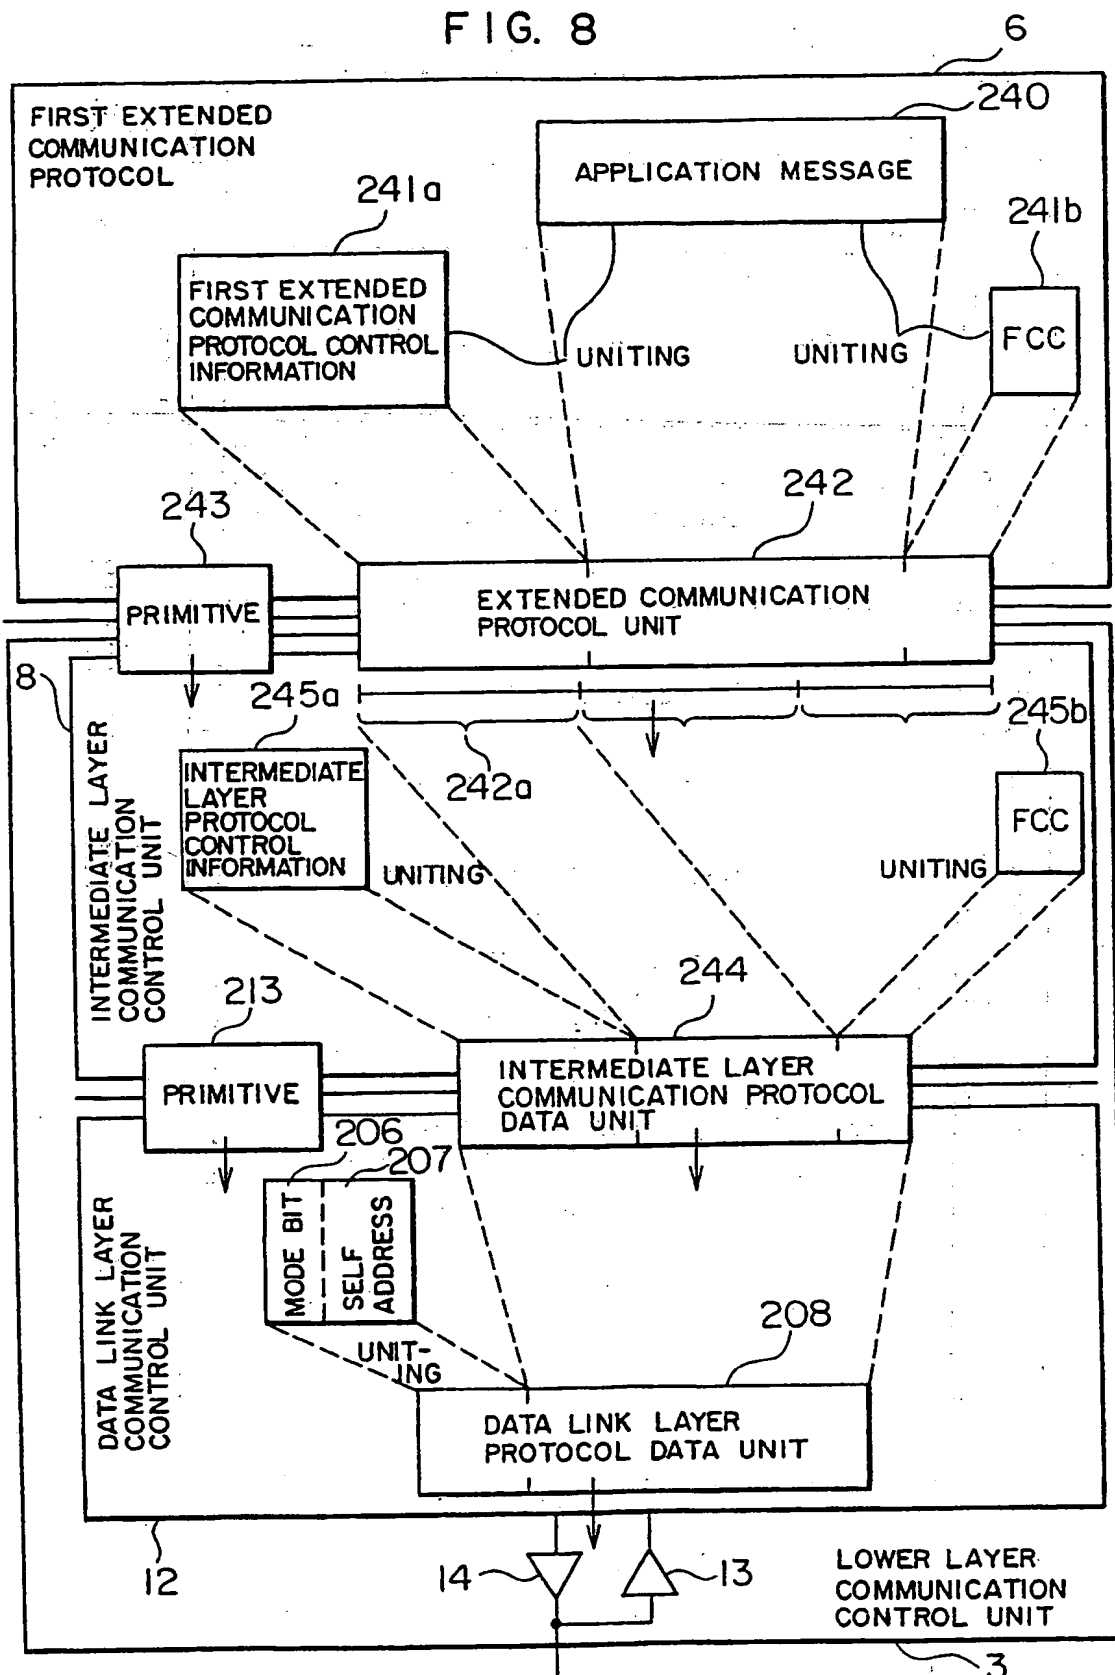 FIG. 8
6
FIRST EXTENDED
COMMUNICATION
PROTOCOL
240
APPLICATION MESSAGE
241a
241b
FIRST EXTENDED
COMMUNICATION
PROTOCOL CONTROL
INFORMATION
UNITING
UNITING
FCC
243
242
PRIMITIVE
EXTENDED COMMUNICATION
PROTOCOL UNIT
8
245a
245b
242a
INTERMEDIATE LAYER
COMMUNICATION
CONTROL UNIT
INTERMEDIATE
LAYER
PROTOCOL
CONTROL
INFORMATION
UNITING
UNITING
FCC
213
244
PRIMITIVE
INTERMEDIATE LAYER
COMMUNICATION PROTOCOL
DATA UNIT
206
207
DATA LINK LAYER
COMMUNICATION
CONTROL UNIT
MODE BIT
SELF
ADDRESS
UNIT-
ING
208
DATA LINK LAYER
PROTOCOL DATA UNIT
12
14
13
LOWER LAYER
COMMUNICATION
CONTROL UNIT
3